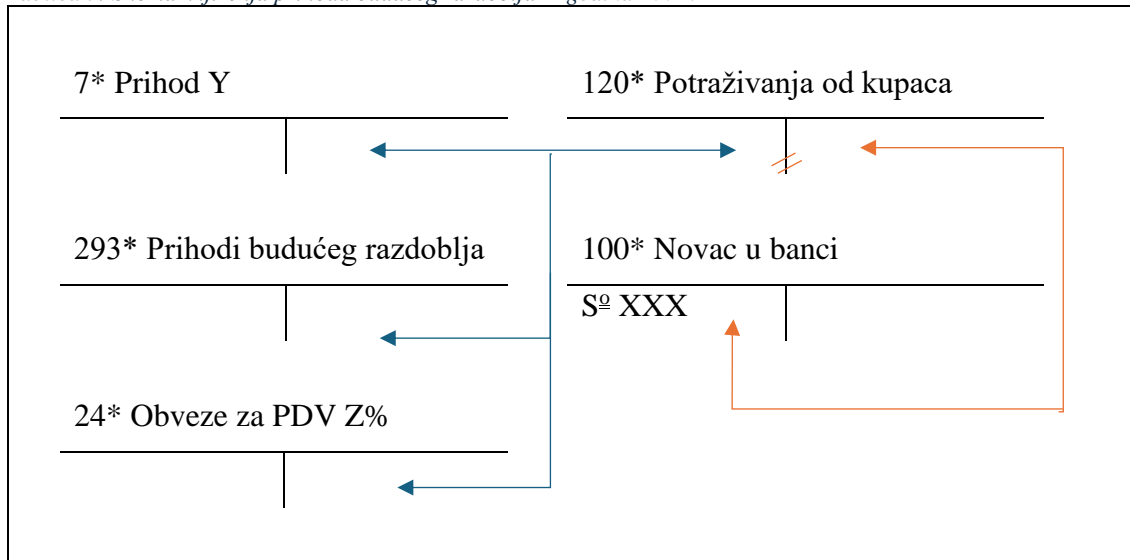 7* Prihod Y
120* Potraživanja od kupaca
293* Prihodi budućeg razdoblja
100* Novac u banci
Sº XXX
24* Obveze za PDV Z%